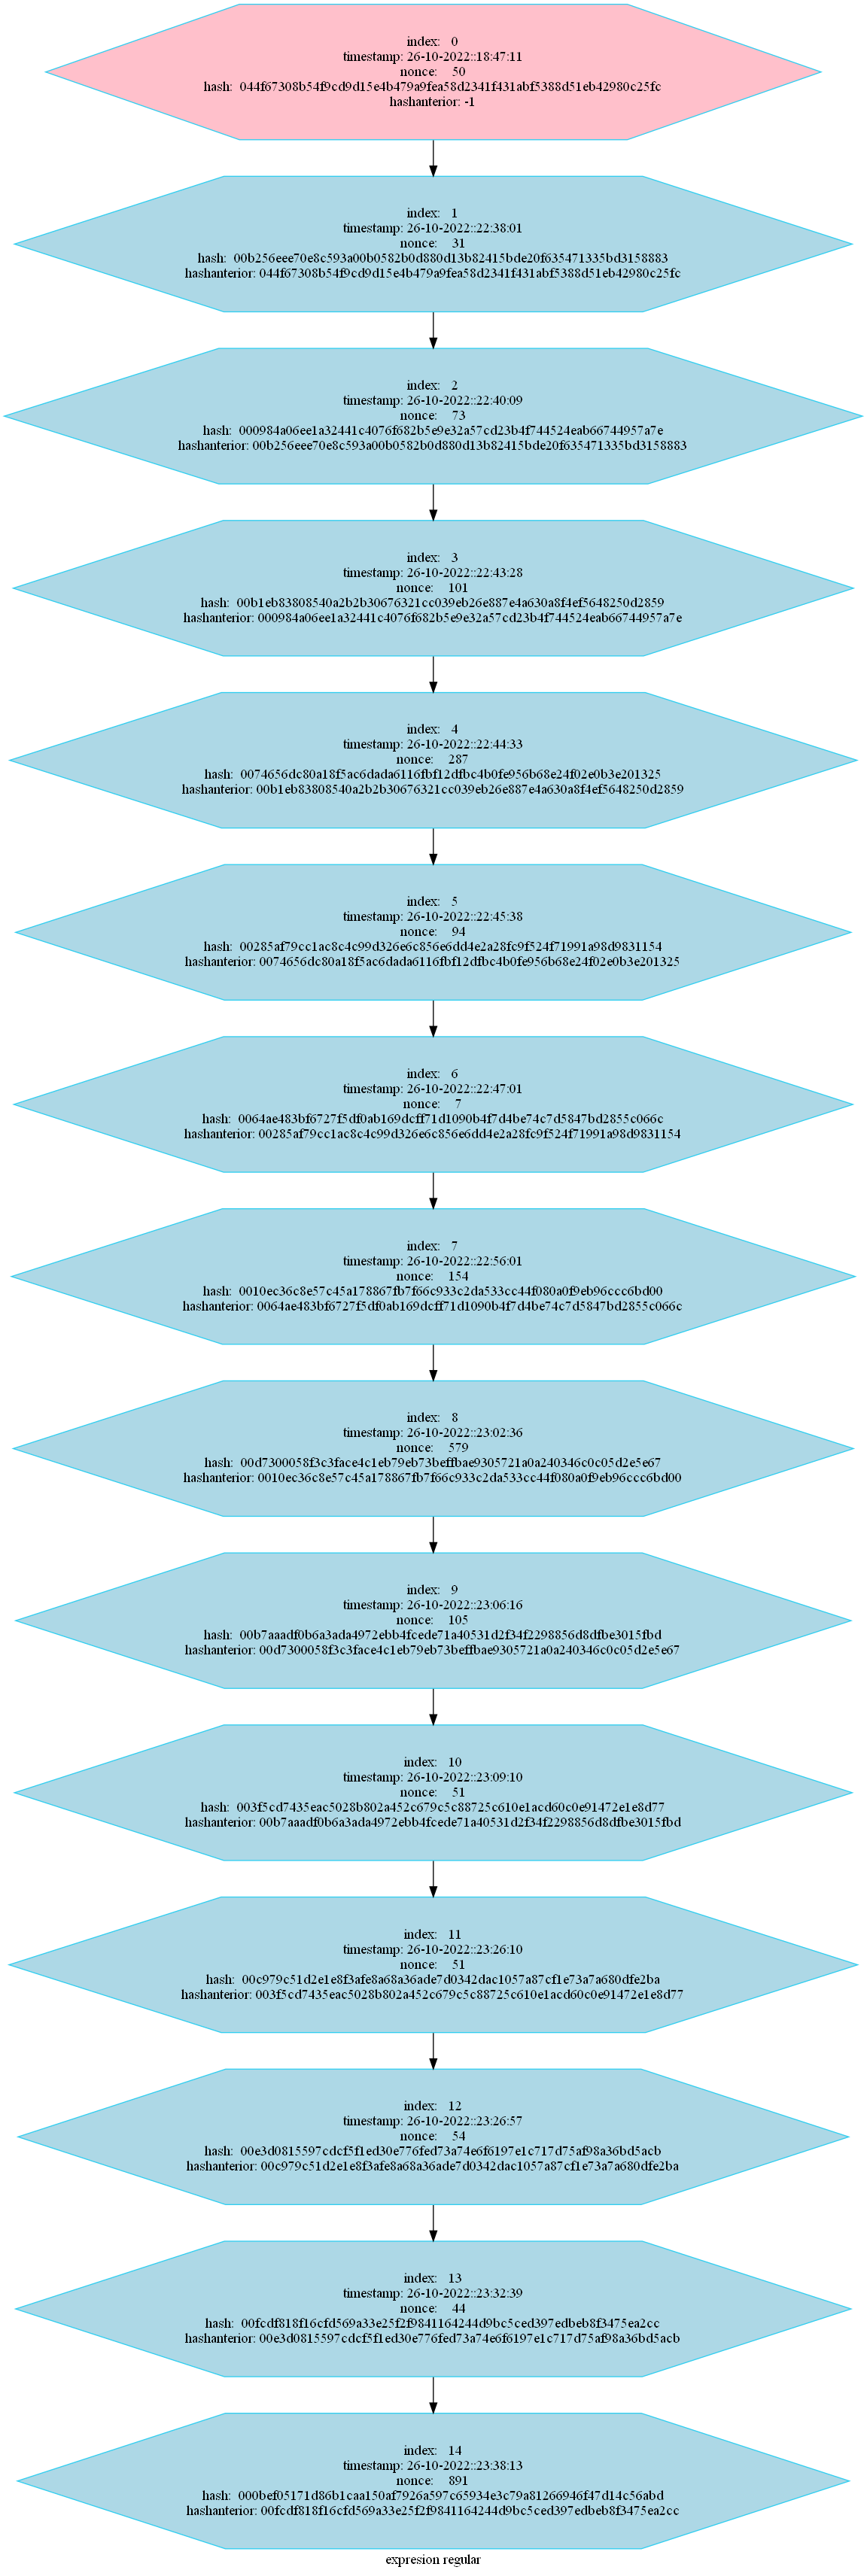 index: 0
timestamp: 26-10-2022::18:47:11
nonce: 50
hash: 044f67308b54f9cd9d15e4b479a9fea58d2341f431abf5388d51eb42980c25fc
hashanterior: -1
index: 1
timestamp: 26-10-2022::22:38:01
nonce: 31
hash: 00b256eee70e8c593a00b0582b0d880d13b82415bde20f635471335bd3158883
hashanterior: 044f67308b54f9cd9d15e4b479a9fea58d2341f431abf5388d51eb42980c25fc
index: 2
timestamp: 26-10-2022::22:40:09
nonce: 73
hash: 000984a06ee1a32441c4076f682b5e9e32a57cd23b4f744524eab66744957a7e
hashanterior: 00b256eee70e8c593a00b0582b0d880d13b82415bde20f635471335bd3158883
index: 3
timestamp: 26-10-2022::22:43:28
nonce: 101
hash: 00b1eb83808540a2b2b30676321cc039eb26e887e4a630a8f4ef5648250d2859
hashanterior: 000984a06ee1a32441c4076f682b5e9e32a57cd23b4f744524eab66744957a7e
index: 4
timestamp: 26-10-2022::22:44:33
nonce: 287
hash: 0074656dc80a18f5ac6dada6116fbf12dfbc4b0fe956b68e24f02e0b3e201325
hashanterior: 00b1eb83808540a2b2b30676321cc039eb26e887e4a630a8f4ef5648250d2859
index: 5
timestamp: 26-10-2022::22:45:38
nonce: 94
hash: 00285af79cc1ac8c4c99d326e6c856e6dd4e2a28fc9f524f71991a98d9831154
hashanterior: 0074656dc80a18f5ac6dada6116fbf12dfbc4b0fe956b68e24f02e0b3e201325
index: 6
timestamp: 26-10-2022::22:47:01
nonce: 7
hash: 0064ae483bf6727f5df0ab169dcff71d1090b4f7d4be74c7d5847bd2855c066c
hashanterior: 00285af79cc1ac8c4c99d326e6c856e6dd4e2a28fc9f524f71991a98d9831154
index: 7
timestamp: 26-10-2022::22:56:01
nonce: 154
hash: 0010ec36c8e57c45a178867fb7f66c933c2da533cc44f080a0f9eb96ccc6bd00
hashanterior: 0064ae483bf6727f5df0ab169dcff71d1090b4f7d4be74c7d5847bd2855c066c
index: 8
timestamp: 26-10-2022::23:02:36
nonce: 579
hash: 00d7300058f3c3face4c1eb79eb73beffbae9305721a0a240346c0c05d2e5e67
hashanterior: 0010ec36c8e57c45a178867fb7f66c933c2da533cc44f080a0f9eb96ccc6bd00
index: 9
timestamp: 26-10-2022::23:06:16
nonce: 105
hash: 00b7aaadf0b6a3ada4972ebb4fcede71a40531d2f34f2298856d8dfbe3015fbd
hashanterior: 00d7300058f3c3face4c1eb79eb73beffbae9305721a0a240346c0c05d2e5e67
index: 10
timestamp: 26-10-2022::23:09:10
nonce: 51
hash: 003f5cd7435eac5028b802a452c679c5c88725c610e1acd60c0e91472e1e8d77
hashanterior: 00b7aaadf0b6a3ada4972ebb4fcede71a40531d2f34f2298856d8dfbe3015fbd
index: 11
timestamp: 26-10-2022::23:26:10
nonce: 51
hash: 00c979c51d2e1e8f3afe8a68a36ade7d0342dac1057a87cf1e73a7a680dfe2ba
hashanterior: 003f5cd7435eac5028b802a452c679c5c88725c610e1acd60c0e91472e1e8d77
index: 12
timestamp: 26-10-2022::23:26:57
nonce: 54
hash: 00e3d0815597cdcf5f1ed30e776fed73a74e6f6197e1c717d75af98a36bd5acb
hashanterior: 00c979c51d2e1e8f3afe8a68a36ade7d0342dac1057a87cf1e73a7a680dfe2ba
index: 13
timestamp: 26-10-2022::23:32:39
nonce: 44
hash: 00fcdf818f16cfd569a33e25f2f9841164244d9bc5ced397edbeb8f3475ea2cc
hashanterior: 00e3d0815597cdcf5f1ed30e776fed73a74e6f6197e1c717d75af98a36bd5acb
index: 14
timestamp: 26-10-2022::23:38:13
nonce: 891
hash: 000bef05171d86b1caa150af7926a597c65934e3c79a81266946f47d14c56abd
hashanterior: 00fcdf818f16cfd569a33e25f2f9841164244d9bc5ced397edbeb8f3475ea2cc
expresion regular